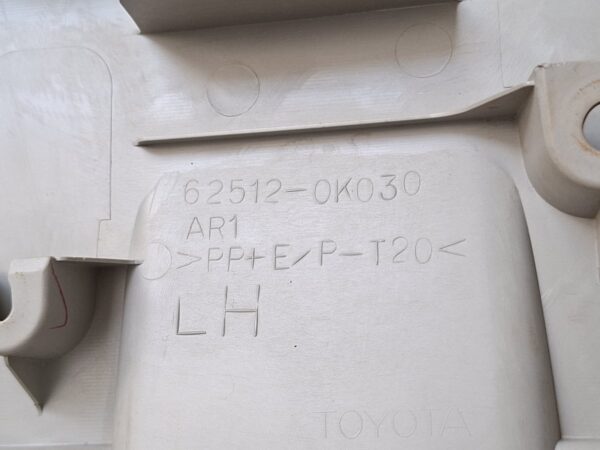 62512-0K030
AR1
>PP+E/P-T20<
LH
TOYOTA